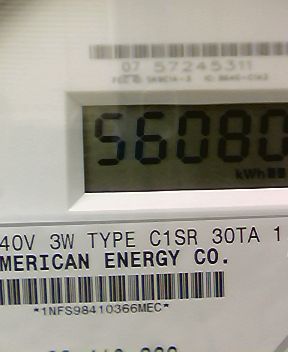 07 57245311
56080
kWh
40V 3W TYPE C1SR 30TA 1
MERICAN ENERGY CO.
*1NFS98410366MEC*